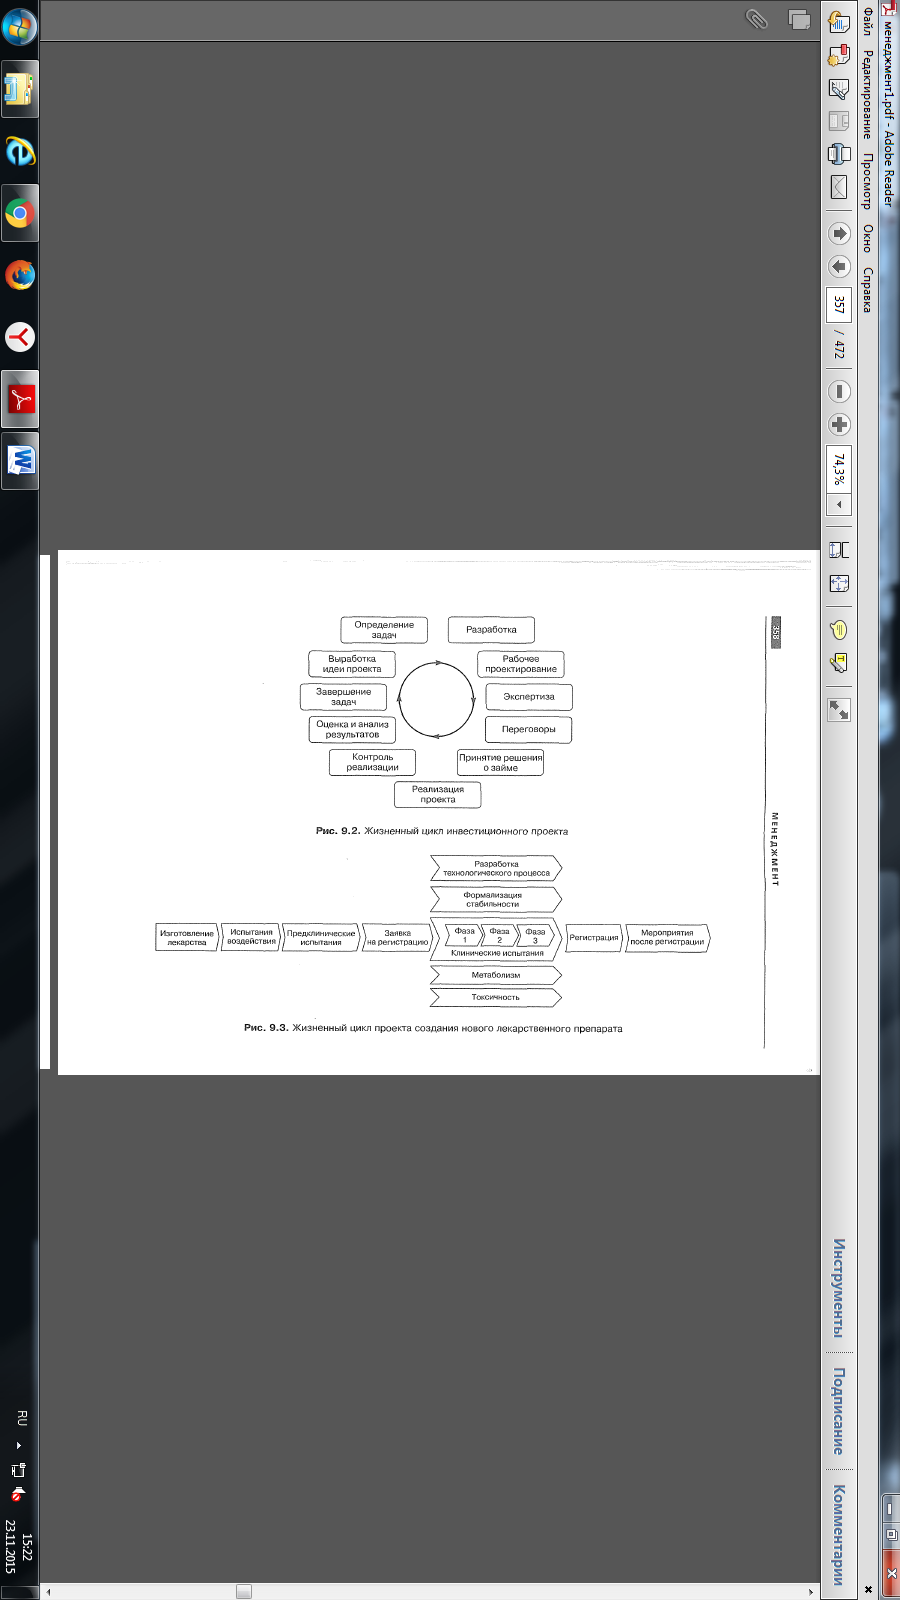 менеджмент1.pdf - Adobe Reader
Файл Редактирование Просмотр Окно Справка
357 / 472
74,3%
Инструменты Подписание Комментарии
358
МЕНЕДЖМЕНТ
Определение
задач
Разработка
Выработка
идеи проекта
Рабочее
проектирование
Завершение
задач
Экспертиза
Оценка и анализ
результатов
Переговоры
Контроль
реализации
Принятие решения
о займе
Реализация
проекта
Рис. 9.2. Жизненный цикл инвестиционного проекта
Разработка
технологического процесса
Формализация
стабильности
Изготовление
лекарства
Испытания
воздействия
Предклинические
испытания
Заявка
на регистрацию
Фаза
1
Фаза
2
Фаза
3
Клинические испытания
Регистрация
Мероприятия
после регистрации
Метаболизм
Токсичность
Рис. 9.3. Жизненный цикл проекта создания нового лекарственного препарата
RU
15:22
23.11.2015